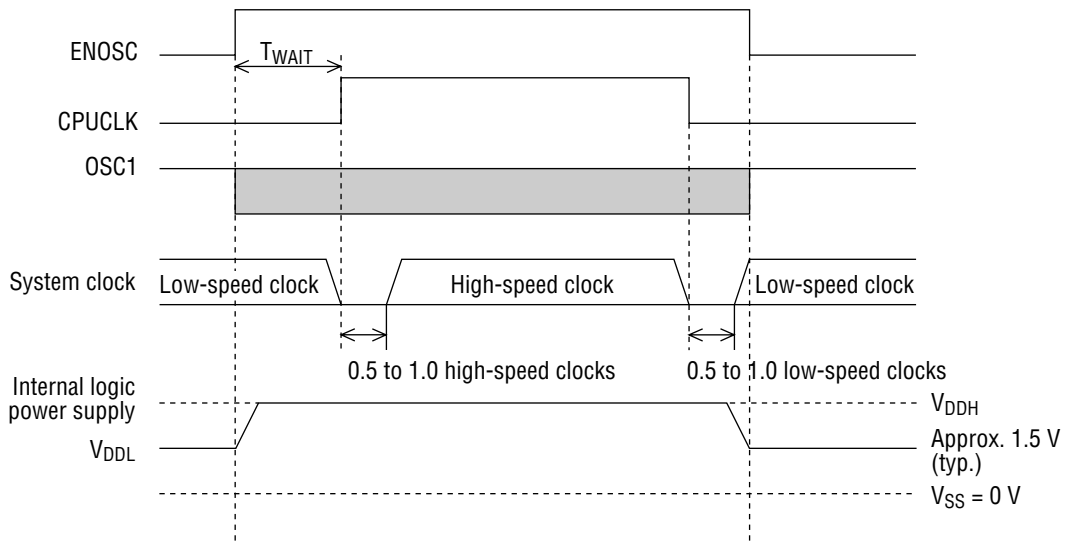 ENOSC
TWAIT
CPUCLK
OSC1
System clock
Low-speed clock
High-speed clock
Low-speed clock
0.5 to 1.0 high-speed clocks
0.5 to 1.0 low-speed clocks
Internal logic
power supply
VDDH
VDDL
Approx. 1.5 V
(typ.)
VSS = 0 V